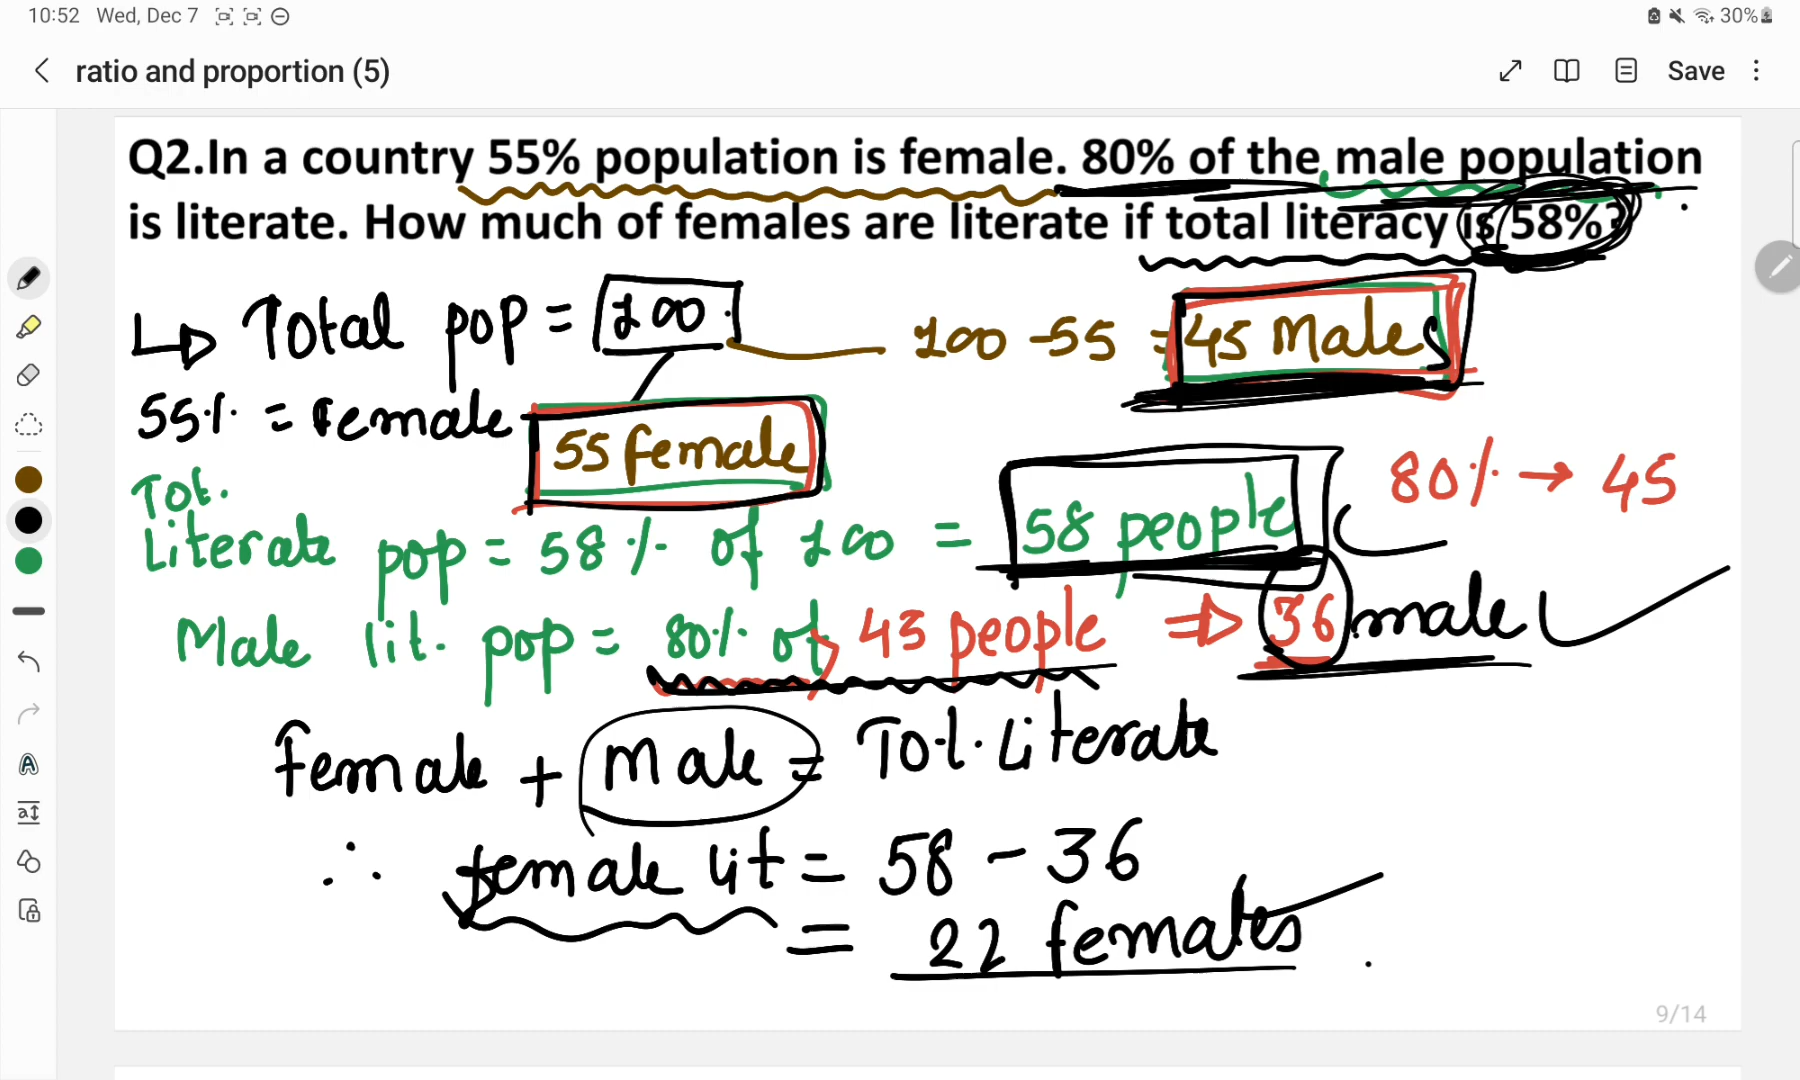 10:52 Wed, Dec 7 30%
ratio and proportion (5) Save
Q2.In a country 55% population is female. 80% of the male population
is literate. How much of females are literate if total literacy is 58%?
Total pop = 100 100 - 55 = 45 Males
55% = Female 55 female
80% → 45
Tot.
Literate pop = 58% of 100 = 58 people
Male lit. pop = 80% of 45 people ⇒ 36 male
female + Male = Tot. Literate
∴ female lit = 58 - 36
= 22 females
9/14